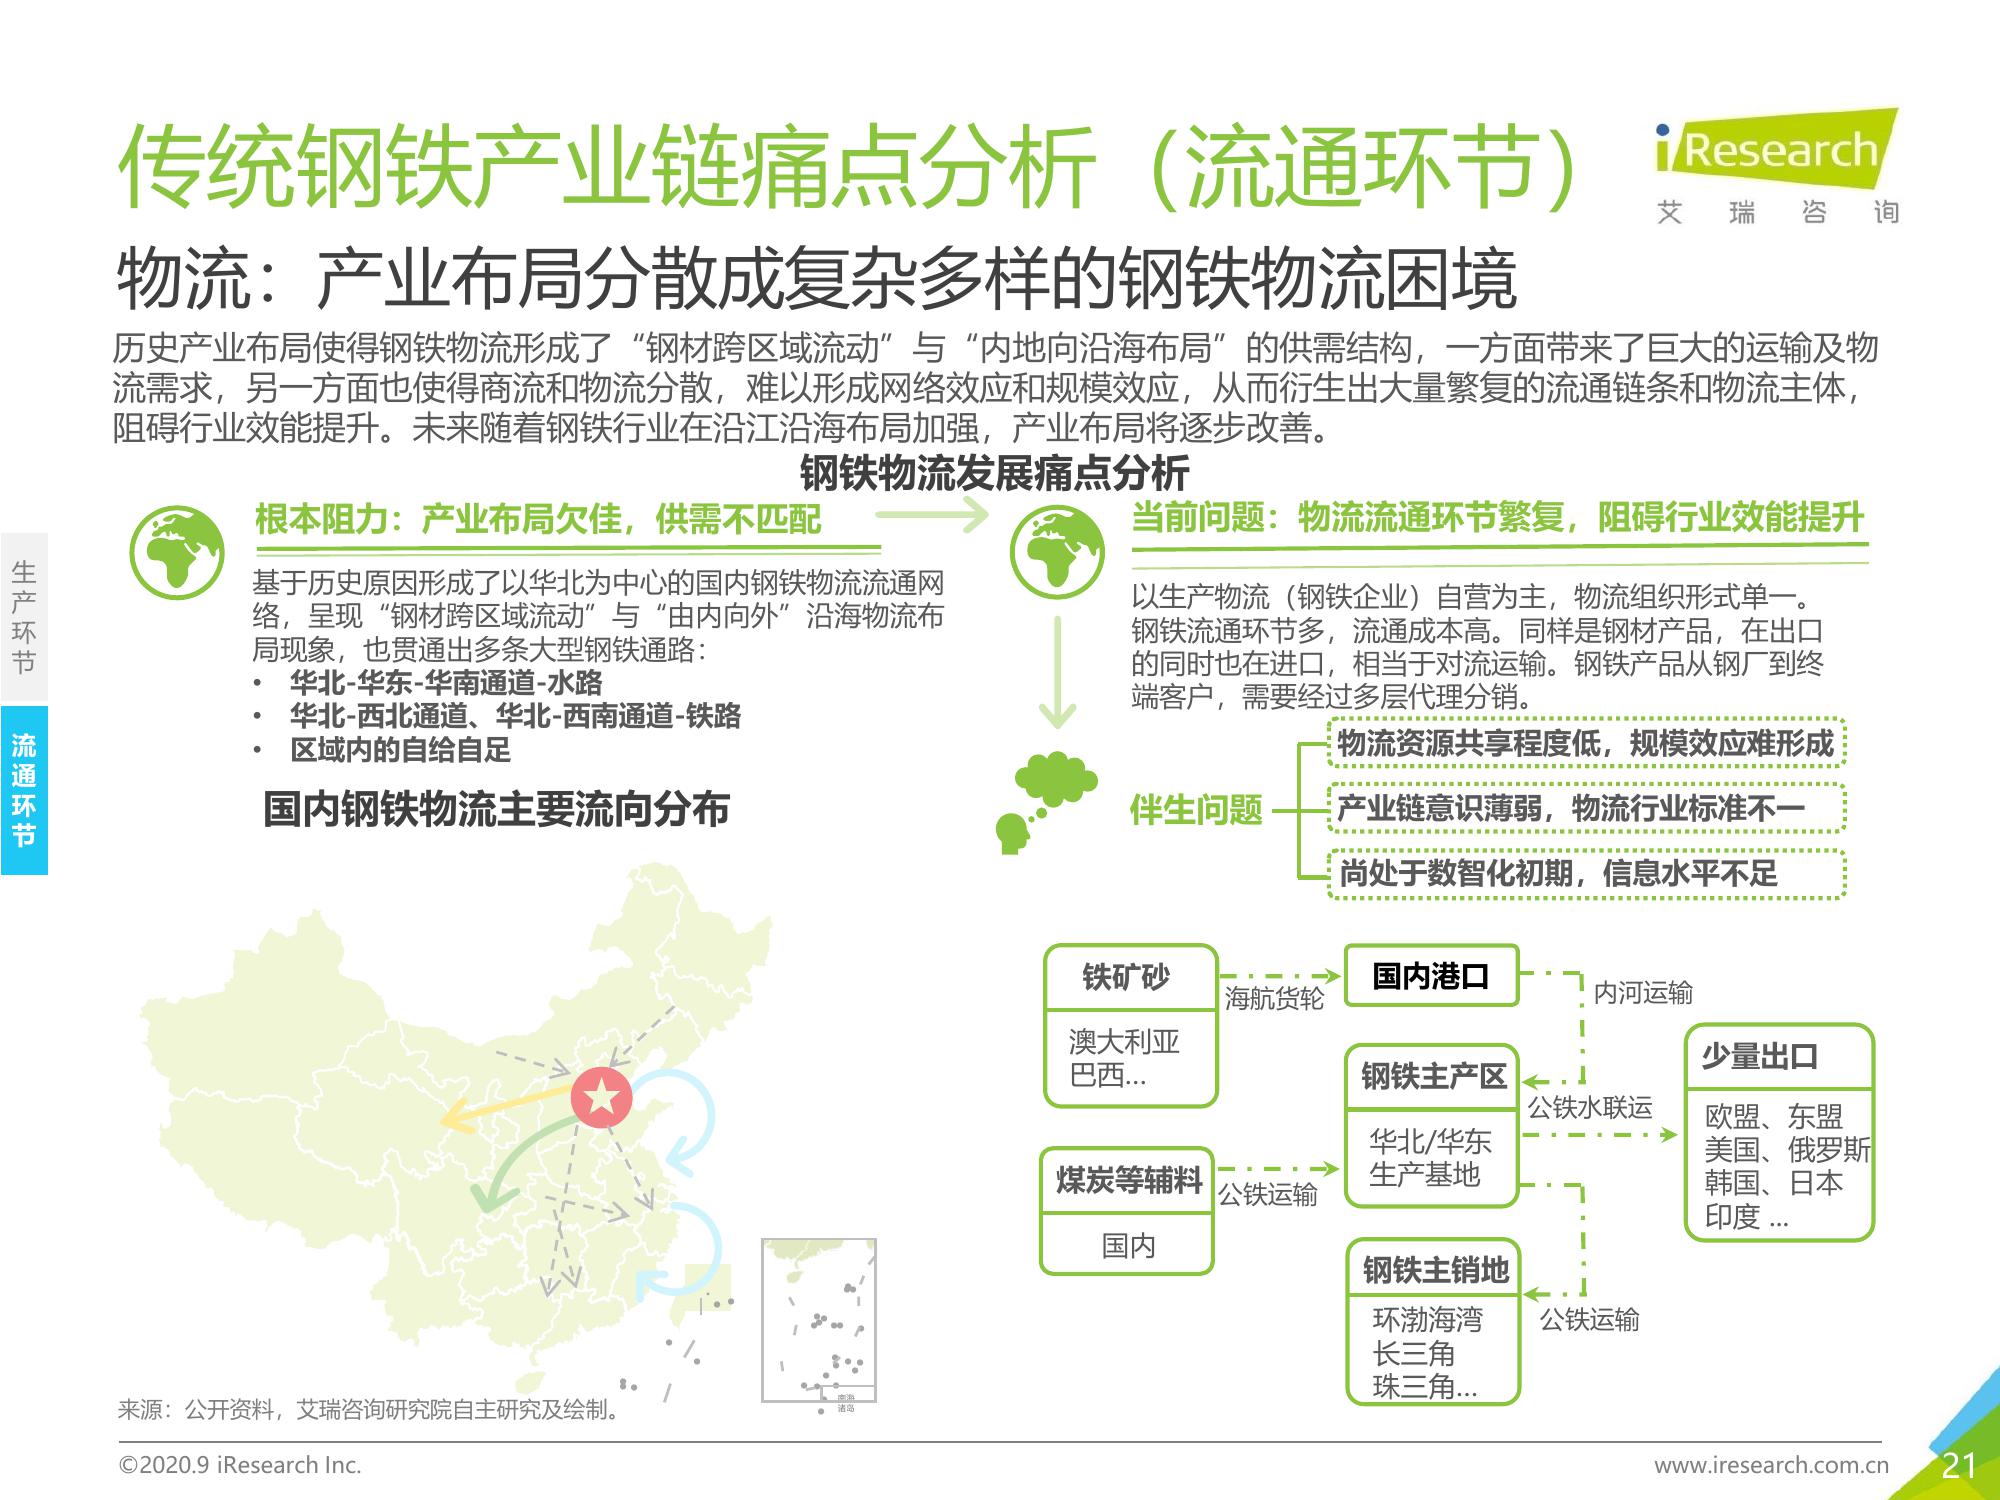 传统钢铁产业链痛点分析（流通环节）
iResearch
艾瑞咨询
物流：产业布局分散成复杂多样的钢铁物流困境
历史产业布局使得钢铁物流形成了“钢材跨区域流动”与“内地向沿海布局”的供需结构，一方面带来了巨大的运输及物
流需求，另一方面也使得商流和物流分散，难以形成网络效应和规模效应，从而衍生出大量繁复的流通链条和物流主体，
阻碍行业效能提升。未来随着钢铁行业在沿江沿海布局加强，产业布局将逐步改善。
钢铁物流发展痛点分析
生产环节
流通环节
根本阻力：产业布局欠佳，供需不匹配
基于历史原因形成了以华北为中心的国内钢铁物流流通网
络，呈现“钢材跨区域流动”与“由内向外”沿海物流布
局现象，也贯通出多条大型钢铁通路：
• 华北-华东-华南通道-水路
• 华北-西北通道、华北-西南通道-铁路
• 区域内的自给自足
国内钢铁物流主要流向分布
南海
诸岛
当前问题：物流流通环节繁复，阻碍行业效能提升
以生产物流（钢铁企业）自营为主，物流组织形式单一。
钢铁流通环节多，流通成本高。同样是钢材产品，在出口
的同时也在进口，相当于对流运输。钢铁产品从钢厂到终
端客户，需要经过多层代理分销。
伴生问题
物流资源共享程度低，规模效应难形成
产业链意识薄弱，物流行业标准不一
尚处于数智化初期，信息水平不足
铁矿砂
澳大利亚
巴西...
海航货轮
国内港口
内河运输
煤炭等辅料
国内
公铁运输
钢铁主产区
华北/华东
生产基地
公铁水联运
少量出口
欧盟、东盟
美国、俄罗斯
韩国、日本
印度 ...
钢铁主销地
环渤海湾
长三角
珠三角...
公铁运输
来源：公开资料，艾瑞咨询研究院自主研究及绘制。
©2020.9 iResearch Inc.
www.iresearch.com.cn
21